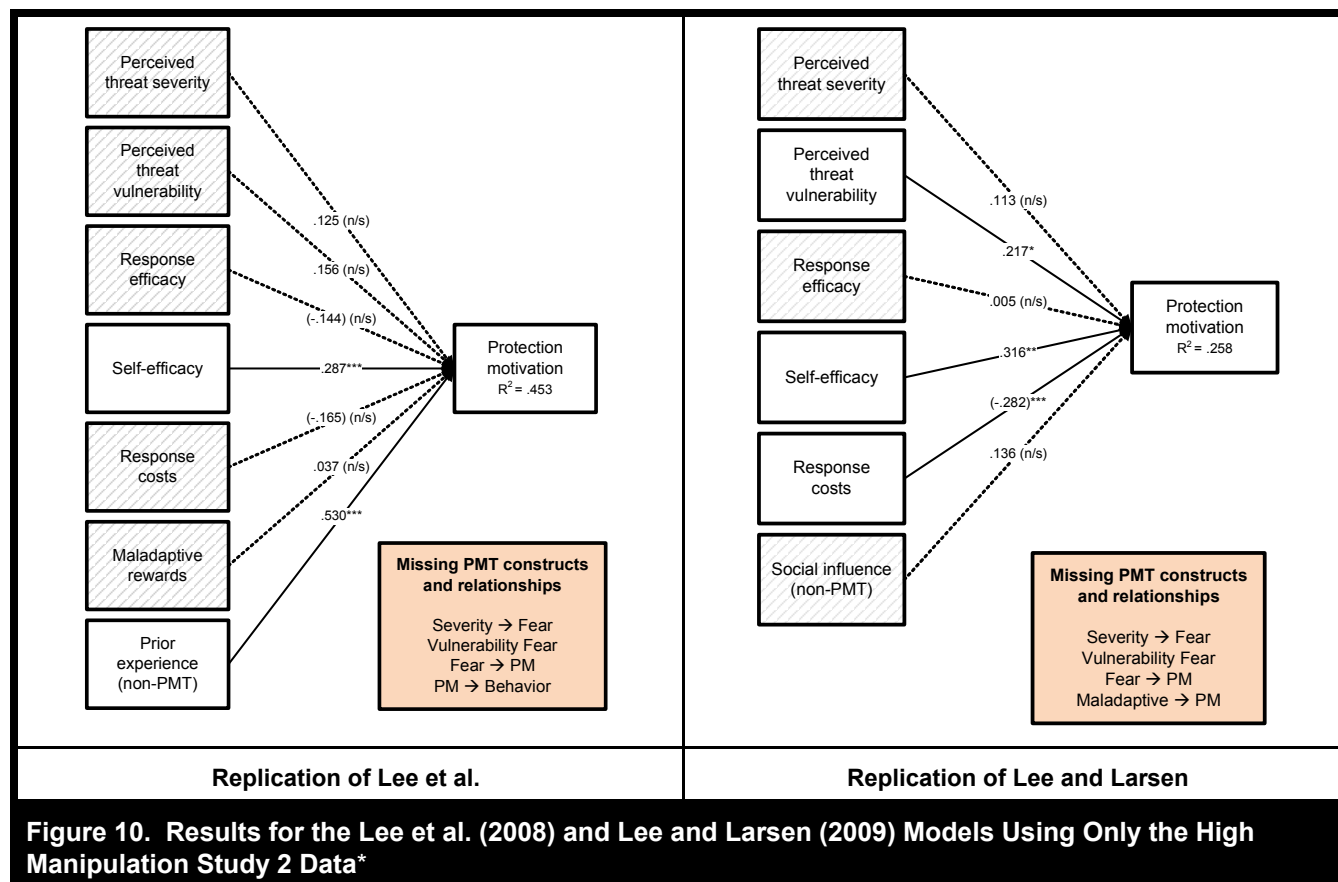 Perceived
threat severity
Perceived
threat
vulnerability
Response
efficacy
Self-efficacy
Response
costs
Maladaptive
rewards
Prior
experience
(non-PMT)
.125 (n/s)
.156 (n/s)
(-.144) (n/s)
.287***
(-.165) (n/s)
.037 (n/s)
.530***
Protection
motivation
R² = .453
Missing PMT constructs
and relationships
Severity → Fear
Vulnerability Fear
Fear → PM
PM → Behavior
Replication of Lee et al.
Perceived
threat severity
Perceived
threat
vulnerability
Response
efficacy
Self-efficacy
Response
costs
Social influence
(non-PMT)
.113 (n/s)
.217*
.005 (n/s)
.316**
(-.282)***
.136 (n/s)
Protection
motivation
R² = .258
Missing PMT constructs
and relationships
Severity → Fear
Vulnerability Fear
Fear → PM
Maladaptive → PM
Replication of Lee and Larsen
Figure 10. Results for the Lee et al. (2008) and Lee and Larsen (2009) Models Using Only the High
Manipulation Study 2 Data*